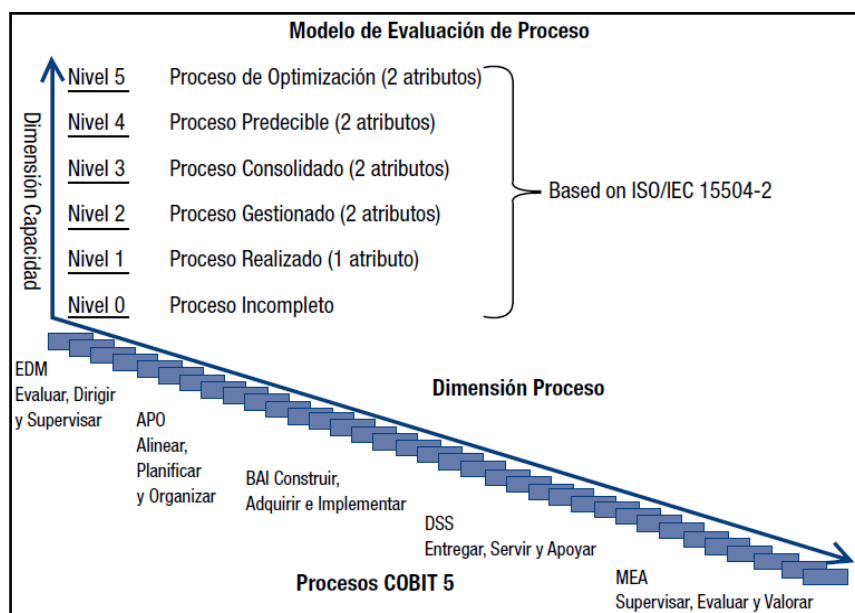 Modelo de Evaluación de Proceso
Dimensión Capacidad
Nivel 5 Proceso de Optimización (2 atributos)
Nivel 4 Proceso Predecible (2 atributos)
Nivel 3 Proceso Consolidado (2 atributos)
Nivel 2 Proceso Gestionado (2 atributos)
Nivel 1 Proceso Realizado (1 atributo)
Nivel 0 Proceso Incompleto
Based on ISO/IEC 15504-2
Dimensión Proceso
EDM
Evaluar, Dirigir
y Supervisar
APO
Alinear,
Planificar
y Organizar
BAI Construir,
Adquirir e Implementar
DSS
Entregar, Servir y Apoyar
MEA
Supervisar, Evaluar y Valorar
Procesos COBIT 5